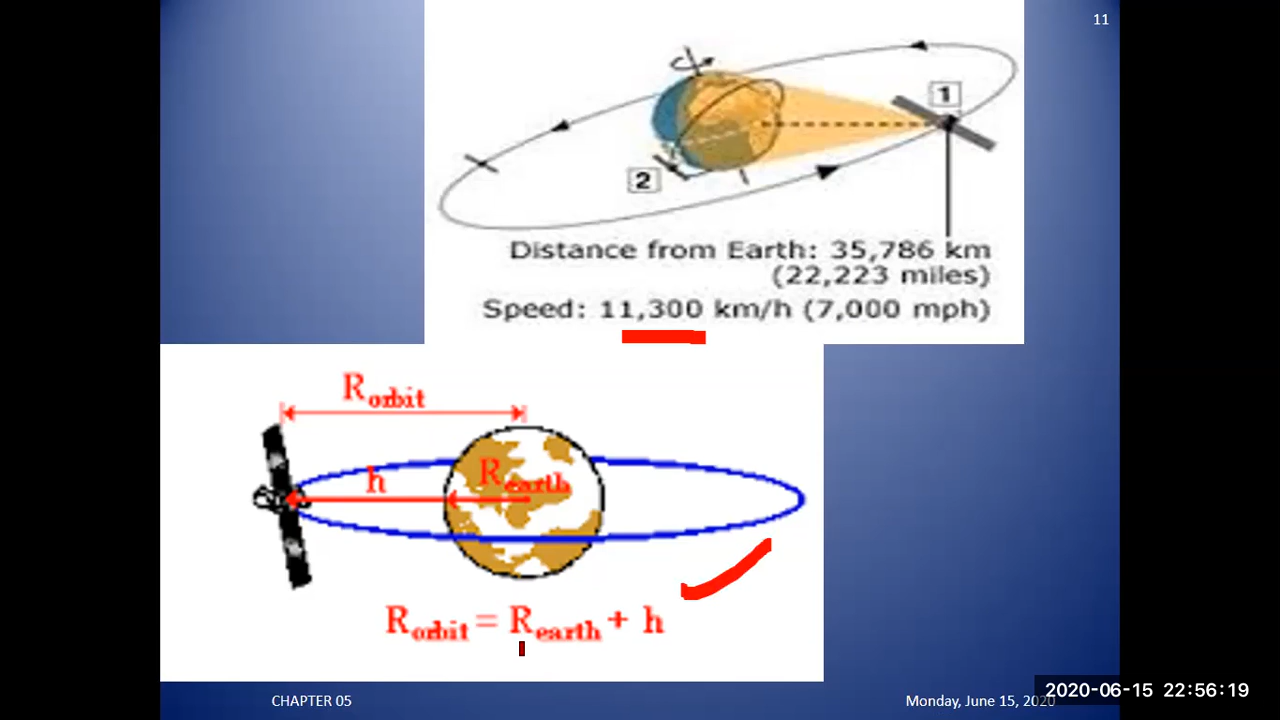 11
1
2
Distance from Earth: 35,786 km
(22,223 miles)
Speed: 11,300 km/h (7,000 mph)
Rorbit
h
Rearth
Rorbit = Rearth + h
CHAPTER 05
Monday, June 15, 2020
2020-06-15 22:56:19